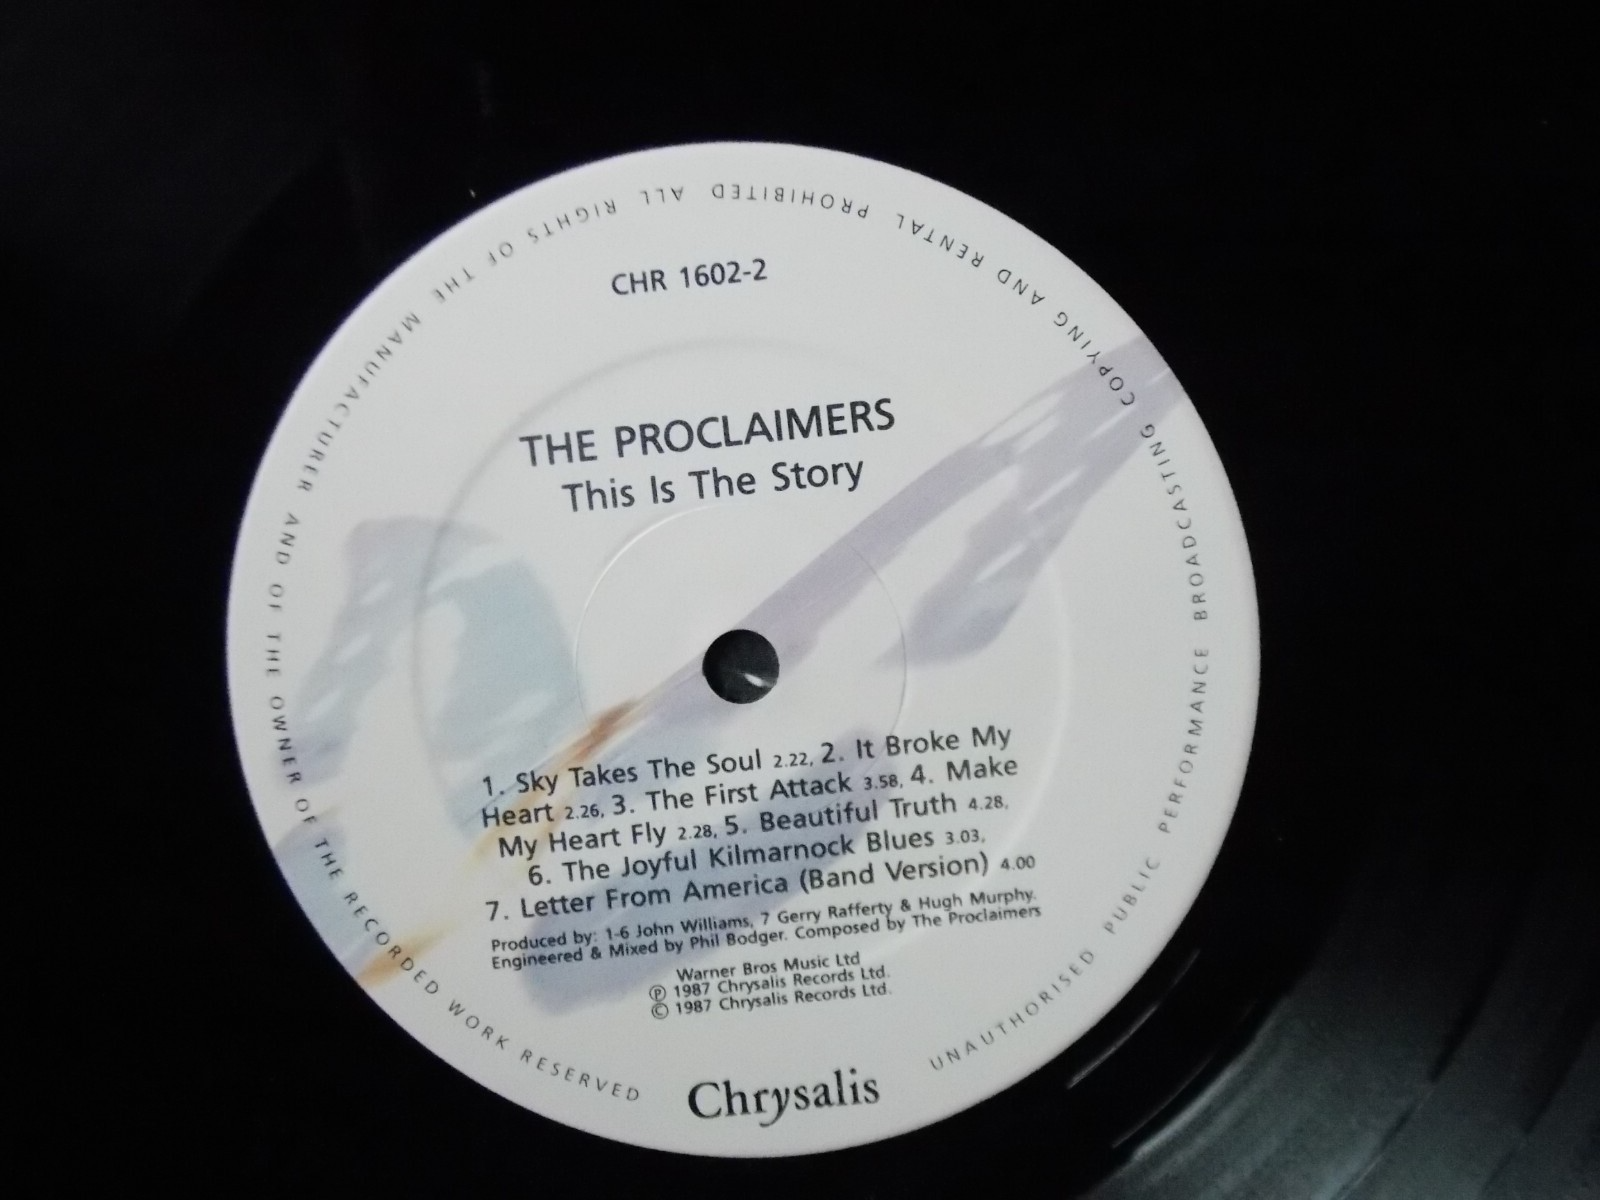 CHR 1602-2
THE PROCLAIMERS
This Is The Story
1. Sky Takes The Soul 2.22, 2. It Broke My
Heart 2.26, 3. The First Attack 3.58, 4. Make
My Heart Fly 2.28, 5. Beautiful Truth 4.28,
6. The Joyful Kilmarnock Blues 3.03,
7. Letter From America (Band Version) 4.00
Produced by: 1-6 John Williams, 7 Gerry Rafferty & Hugh Murphy.
Engineered & Mixed by Phil Bodger. Composed by The Proclaimers
Warner Bros Music Ltd
℗ 1987 Chrysalis Records Ltd.
© 1987 Chrysalis Records Ltd.
Chrysalis
UNAUTHORISED PUBLIC PERFORMANCE BROADCASTING COPYING AND RENTAL PROHIBITED ALL RIGHTS OF THE MANUFACTURER AND OF THE OWNER OF THE RECORDED WORK RESERVED